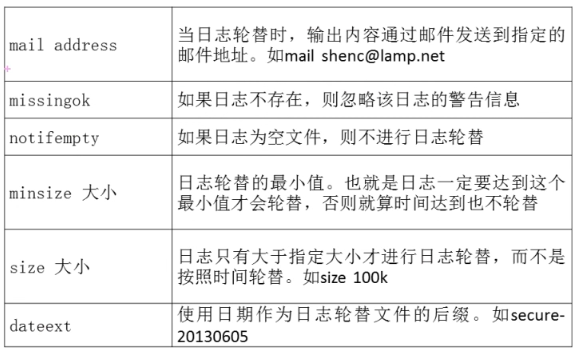 mail address
当日志轮替时，输出内容通过邮件发送到指定的
邮件地址。如mail shenc@lamp.net
missingok
如果日志不存在，则忽略该日志的警告信息
notifempty
如果日志为空文件，则不进行日志轮替
minsize 大小
日志轮替的最小值。也就是日志一定要达到这个
最小值才会轮替，否则就算时间达到也不轮替
size 大小
日志只有大于指定大小才进行日志轮替，而不是
按照时间轮替。如size 100k
dateext
使用日期作为日志轮替文件的后缀。如secure-
20130605